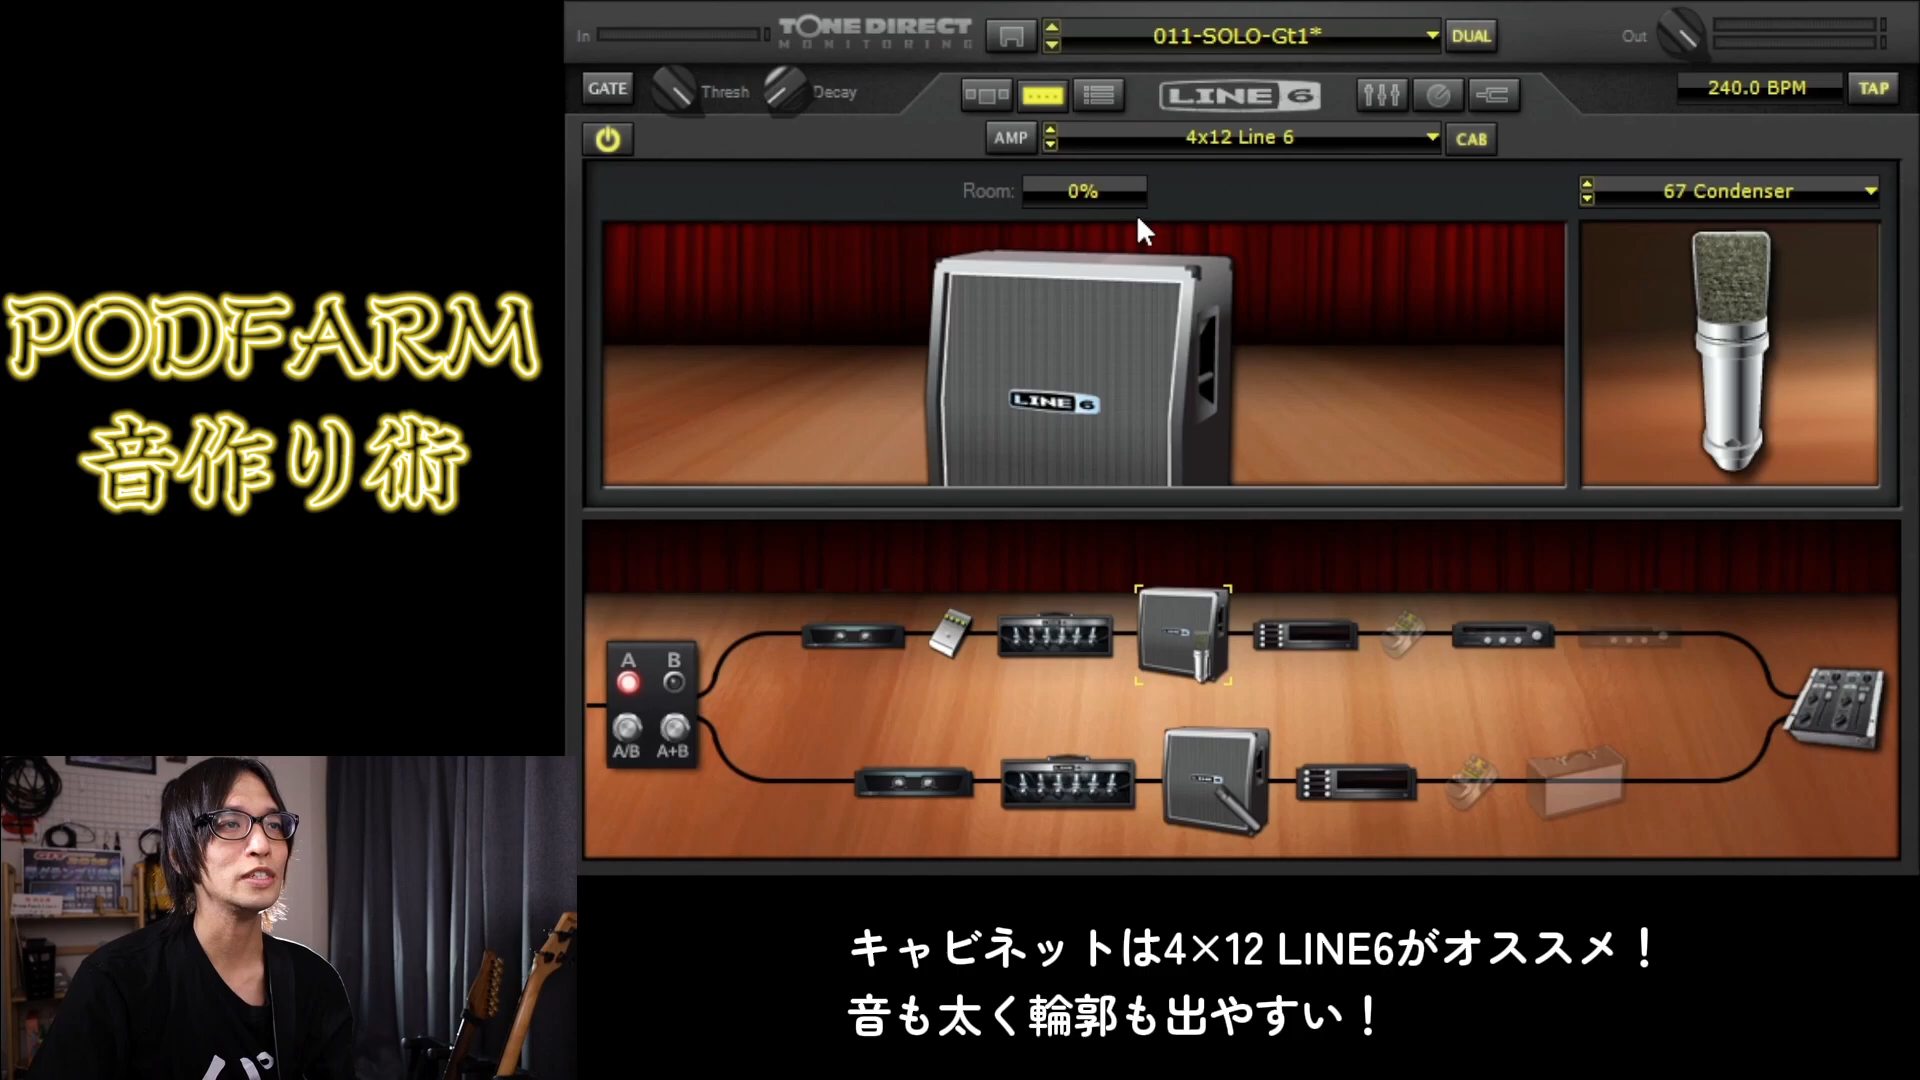 In
TONE DIRECT
MONITORING
011-SOLO-Gt1*
DUAL
Out
GATE
Thresh
Decay
LINE 6
240.0 BPM
TAP
AMP
4x12 Line 6
CAB
Room:
0%
67 Condenser
LINE 6
PODFARM
音作り術
A
B
A/B
A+B
キャビネットは4×12 LINE6がオススメ！
音も太く輪郭も出やすい！